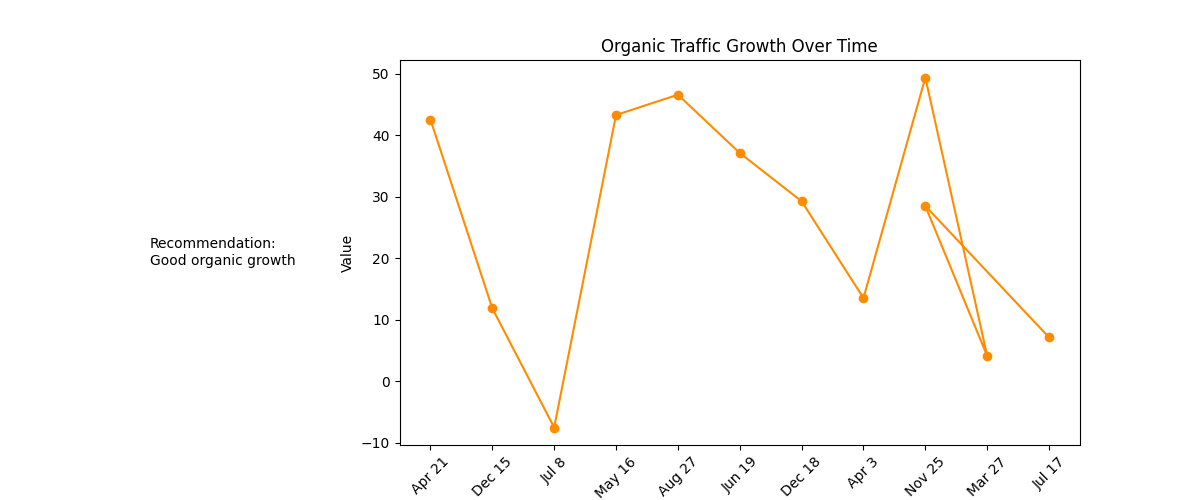 Organic Traffic Growth Over Time
Recommendation:
Good organic growth
Value
50
40
30
20
10
0
−10
Apr 21
Dec 15
Jul 8
May 16
Aug 27
Jun 19
Dec 18
Apr 3
Nov 25
Mar 27
Jul 17